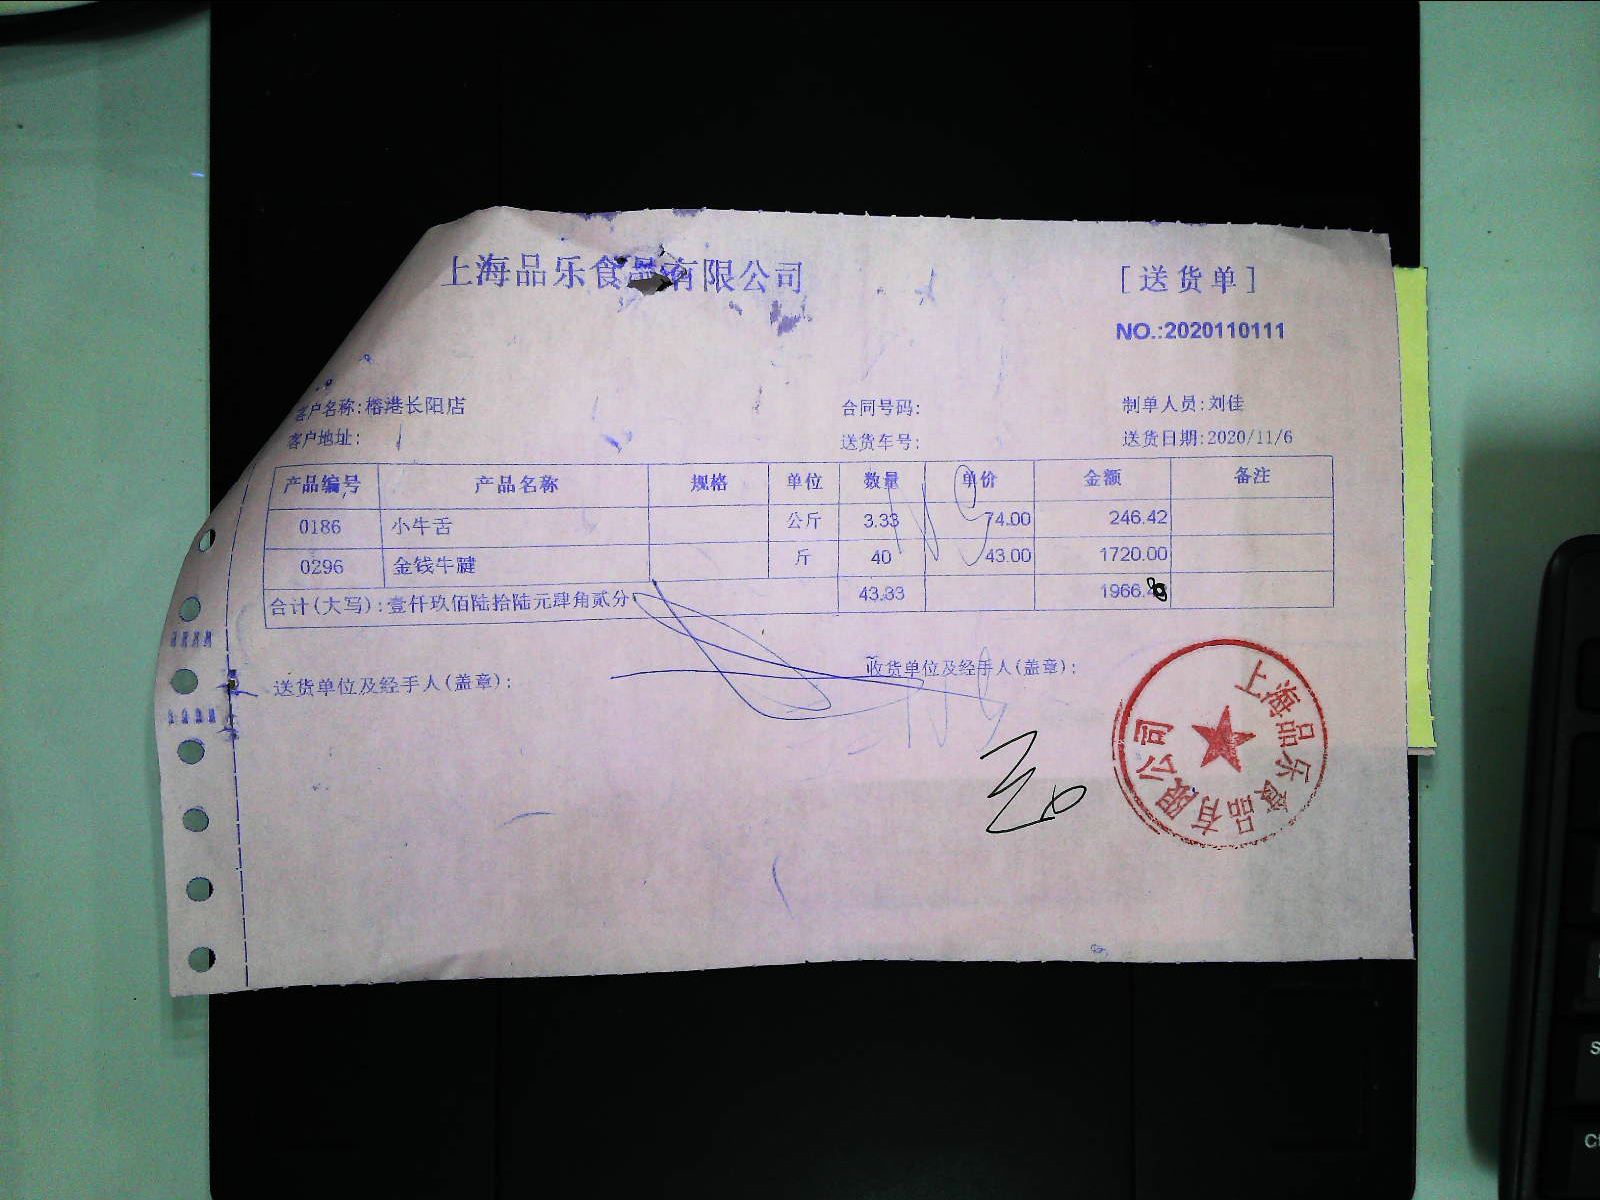 上海品乐食品有限公司 [送货单]
NO.:2020110111
客户名称:榕港长阳店 合同号码: 制单人员:刘佳
客户地址: 送货车号: 送货日期:2020/11/6
产品编号 产品名称 规格 单位 数量 单价 金额 备注
0186 小牛舌 公斤 3.33 74.00 246.42
0296 金钱牛腱 斤 40 43.00 1720.00
合计(大写):壹仟玖佰陆拾陆元肆角贰分 43.33 1966.
送货单位及经手人(盖章): 收货单位及经手人(盖章):
上海品乐食品有限公司